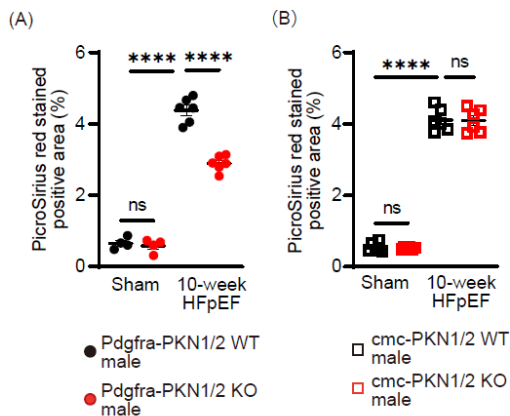 (A)
PicroSirius red stained
positive area (%)
6
4
2
0
**** ****
ns
Sham
10-week
HFpEF
Pdgfra-PKN1/2 WT
male
Pdgfra-PKN1/2 KO
male
(B)
PicroSirius red stained
positive area (%)
6
4
2
0
**** ns
ns
Sham
10-week
HFpEF
cmc-PKN1/2 WT
male
cmc-PKN1/2 KO
male